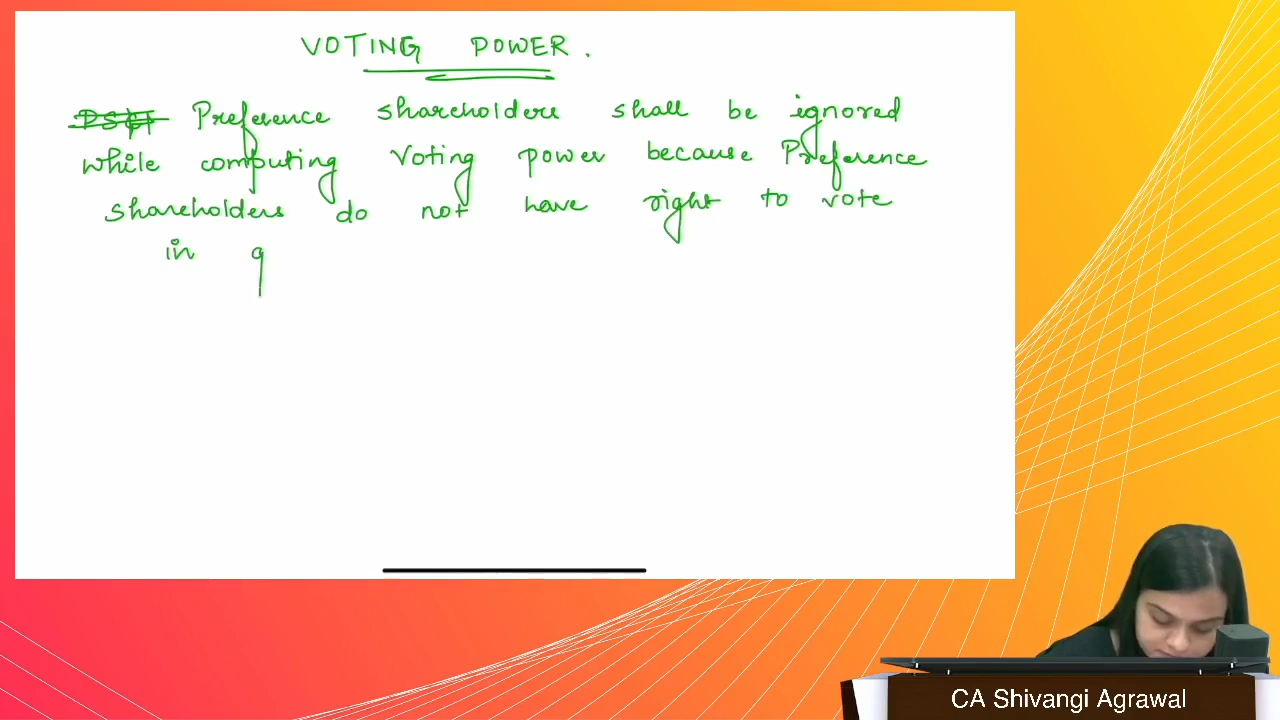 VOTING POWER.
Preference shareholders shall be ignored
while computing voting power because Preference
shareholders do not have right to vote
in g
CA Shivangi Agrawal